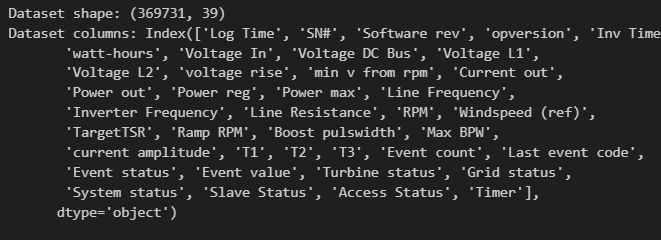 Dataset shape: (369731, 39)
Dataset columns: Index(['Log Time', 'SN#', 'Software rev', 'opversion', 'Inv Time
'watt-hours', 'Voltage In', 'Voltage DC Bus', 'Voltage L1',
'Voltage L2', 'voltage rise', 'min v from rpm', 'Current out',
'Power out', 'Power reg', 'Power max', 'Line Frequency',
'Inverter Frequency', 'Line Resistance', 'RPM', 'Windspeed (ref)',
'TargetTSR', 'Ramp RPM', 'Boost pulswidth', 'Max BPW',
'current amplitude', 'T1', 'T2', 'T3', 'Event count', 'Last event code',
'Event status', 'Event value', 'Turbine status', 'Grid status',
'System status', 'Slave Status', 'Access Status', 'Timer'],
dtype='object')